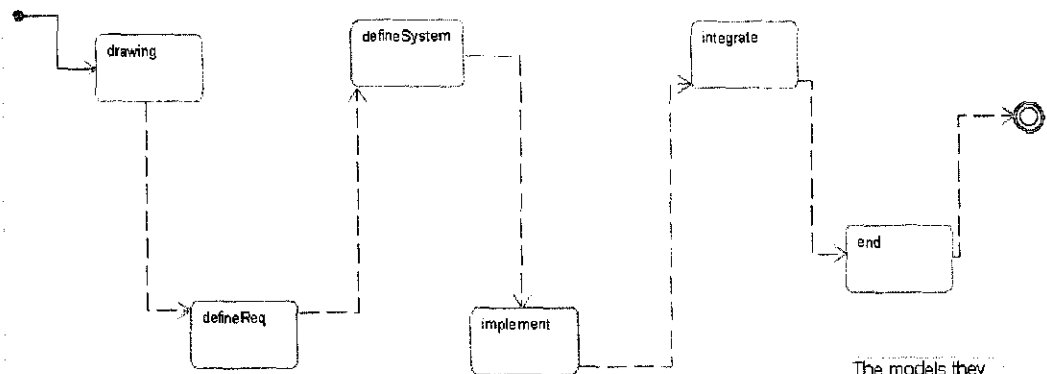 drawing
defineSystem
integrate
end
defineReq
implement
The models they